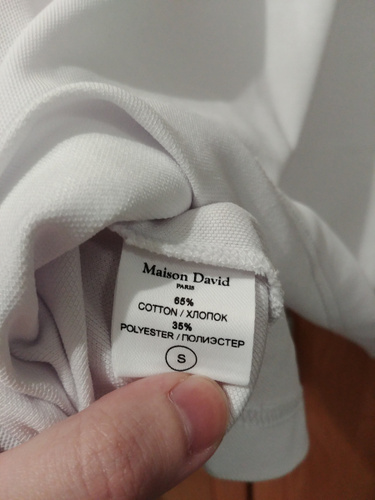 Maison David
PARIS
65%
COTTON / ХЛОПОК
35%
POLYESTER / ПОЛИЭСТЕР
S